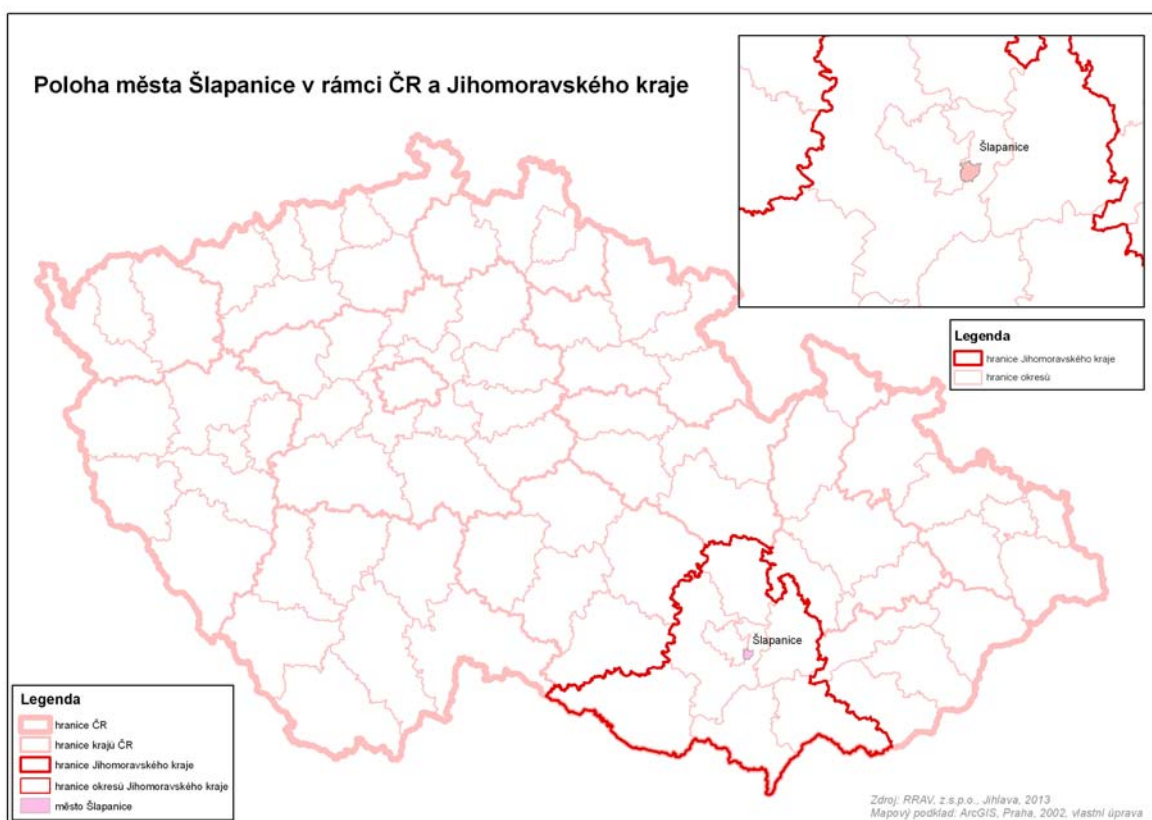 Poloha města Šlapanice v rámci ČR a Jihomoravského kraje
Šlapanice
Legenda
hranice Jihomoravského kraje
hranice okresů
Šlapanice
Legenda
hranice ČR
hranice krajů ČR
hranice Jihomoravského kraje
hranice okresů Jihomoravského kraje
město Šlapanice
Zdroj: RRAV, z.s.p.o., Jihlava, 2013
Mapový podklad: ArcGIS, Praha, 2002, vlastní úprava